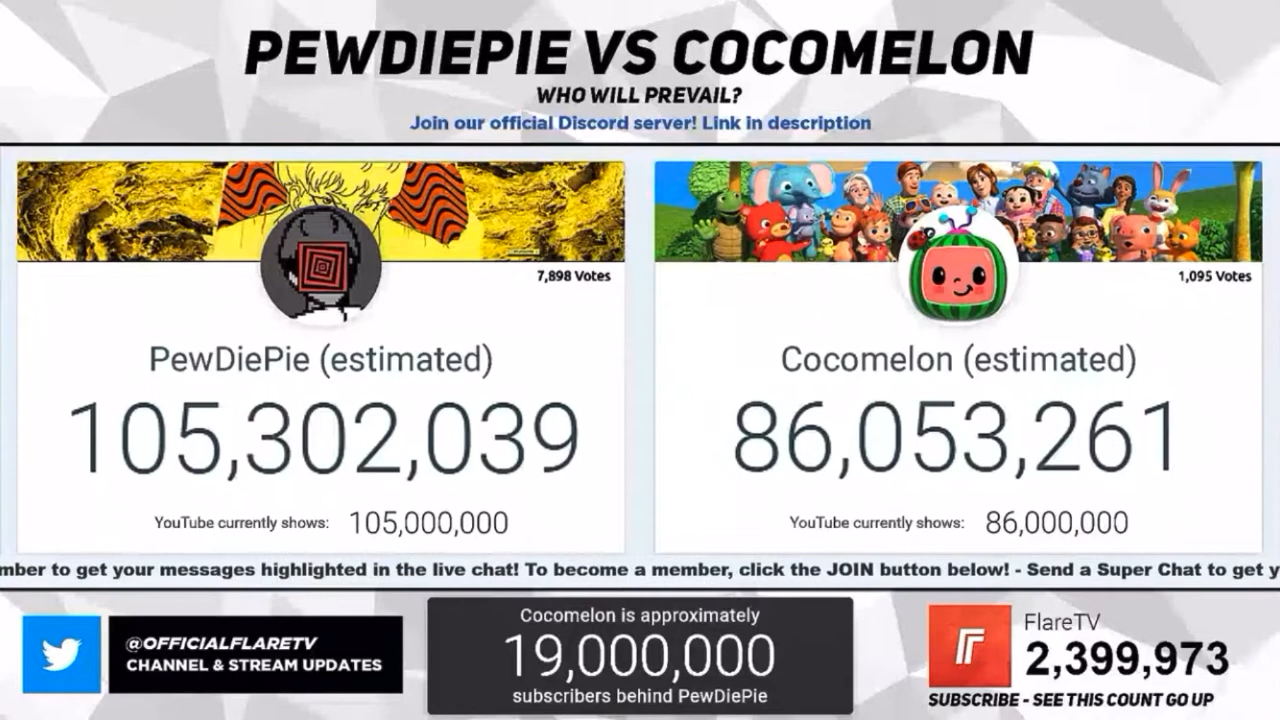 PEWDIEPIE VS COCOMELON
WHO WILL PREVAIL?
Join our official Discord server! Link in description
7,898 Votes
PewDiePie (estimated)
105,302,039
YouTube currently shows: 105,000,000
1,095 Votes
Cocomelon (estimated)
86,053,261
YouTube currently shows: 86,000,000
mber to get your messages highlighted in the live chat! To become a member, click the JOIN button below! - Send a Super Chat to get y
@OFFICIALFLARETV
CHANNEL & STREAM UPDATES
Cocomelon is approximately
19,000,000
subscribers behind PewDiePie
FlareTV
2,399,973
SUBSCRIBE - SEE THIS COUNT GO UP